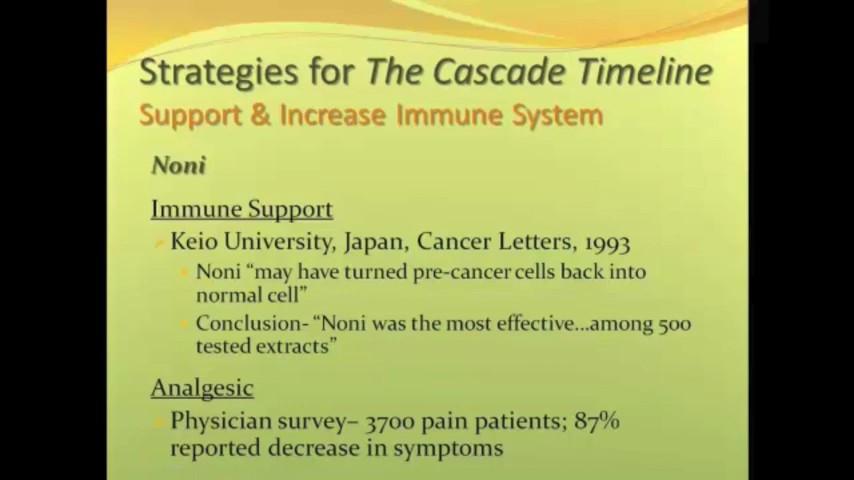 Strategies for The Cascade Timeline
Support & Increase Immune System
Noni
Immune Support
Keio University, Japan, Cancer Letters, 1993
Noni “may have turned pre-cancer cells back into
normal cell”
Conclusion- “Noni was the most effective...among 500
tested extracts”
Analgesic
Physician survey– 3700 pain patients; 87%
reported decrease in symptoms